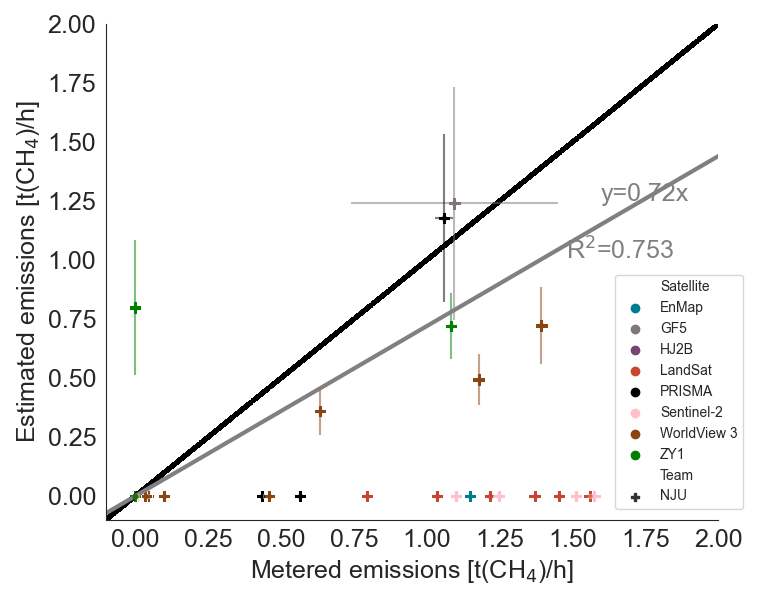 Estimated emissions [t(CH₄)/h]
2.00
1.75
1.50
1.25
1.00
0.75
0.50
0.25
0.00
y=0.72x
R²=0.753
Satellite
EnMap
GF5
HJ2B
LandSat
PRISMA
Sentinel-2
WorldView 3
ZY1
Team
NJU
0.00 0.25 0.50 0.75 1.00 1.25 1.50 1.75 2.00
Metered emissions [t(CH₄)/h]